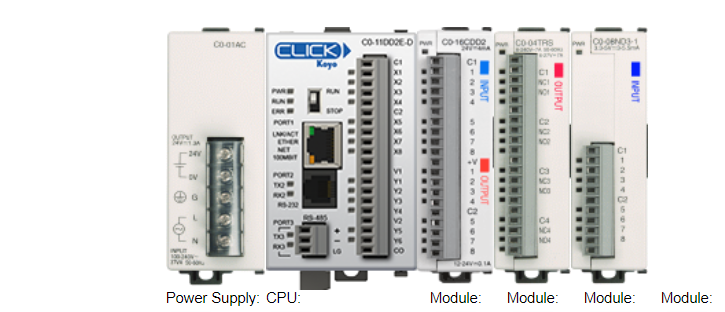 C0-01AC
OUTPUT
24V/1.3A
24V
0V
G
L
N
INPUT
100-240V~
50-60Hz
C0-11DD2E-D
CLICK
Koyo
PWR
RUN
ERR
RUN
STOP
PORT1
LNK/ACT
ETHER
NET
100MBIT
PORT2
TX2
RX2
RS-232
PORT3
RS-485
TX3
RX3
+
−
LG
C1
X1
X2
X3
X4
C2
X5
X6
X7
X8
V1
Y1
Y2
Y3
Y4
V2
Y5
Y6
C0
C0-16CDD2
PWR
C1
1
2
3
4
5
6
7
8
+V
1
2
3
4
C2
5
6
7
8
INPUT
OUTPUT
12-24V=0.1A
C0-04TRS
PWR
C1
NC1
NO1
C2
NC2
NO2
C3
NC3
NO3
C4
NC4
NO4
OUTPUT
C0-08ND3-1
PWR
INPUT
C1
1
2
3
4
C2
5
6
7
8
Power Supply: CPU: Module: Module: Module: Module: